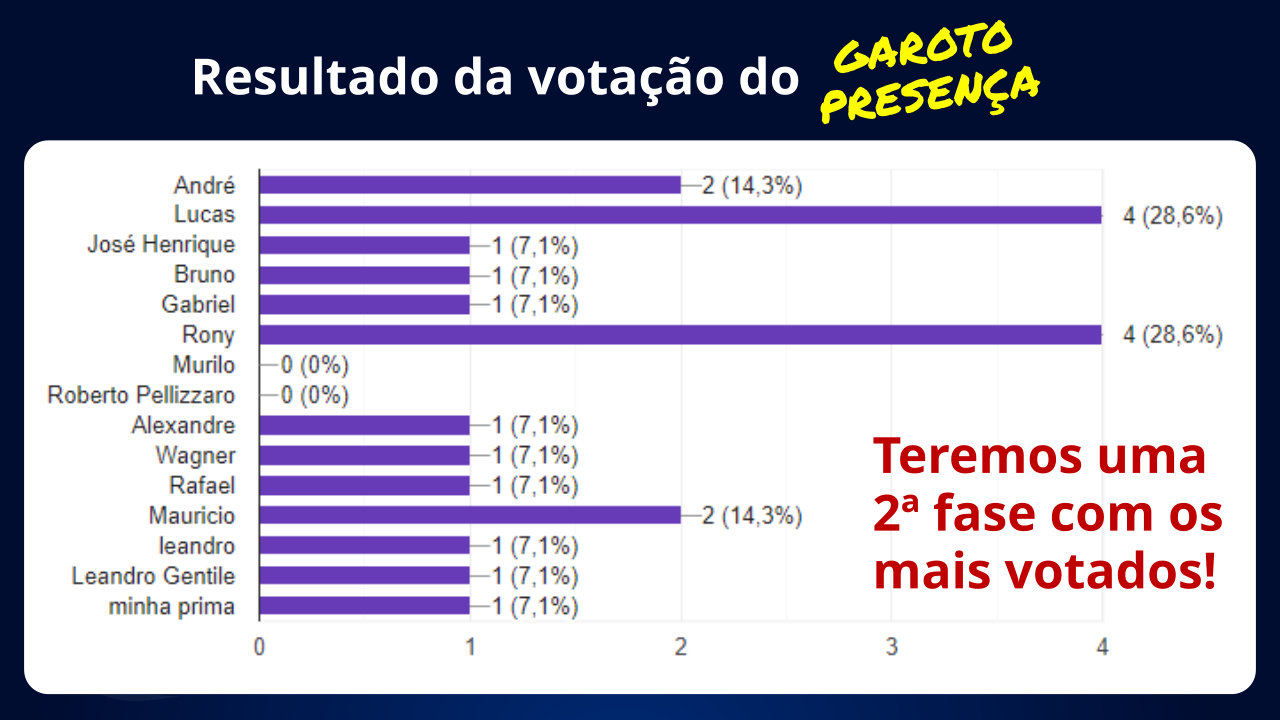 Resultado da votação do
GAROTO
PRESENÇA
André 2 (14,3%)
Lucas 4 (28,6%)
José Henrique 1 (7,1%)
Bruno 1 (7,1%)
Gabriel 1 (7,1%)
Rony 4 (28,6%)
Murilo 0 (0%)
Roberto Pellizzaro 0 (0%)
Alexandre 1 (7,1%)
Wagner 1 (7,1%)
Rafael 1 (7,1%)
Mauricio 2 (14,3%)
leandro 1 (7,1%)
Leandro Gentile 1 (7,1%)
minha prima 1 (7,1%)
0 1 2 3 4
Teremos uma
2ª fase com os
mais votados!